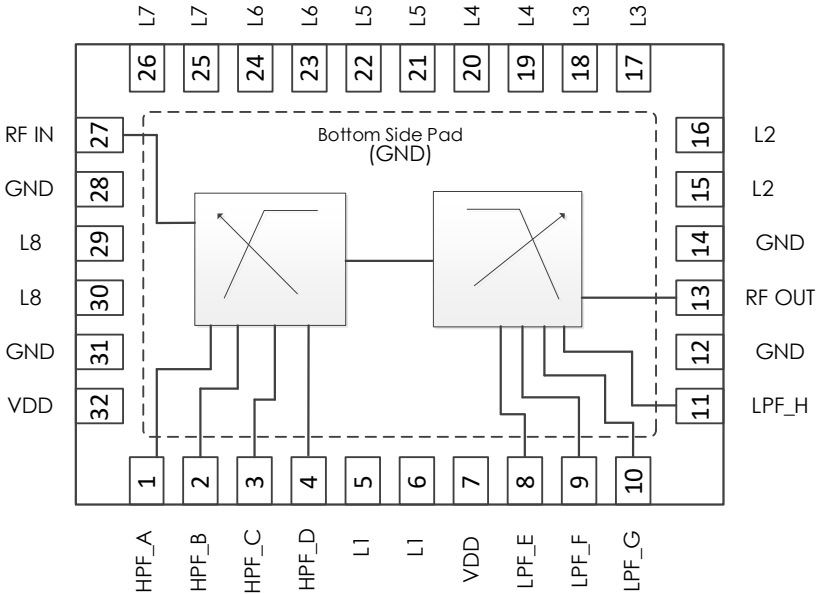 L7 L7 L6 L6 L5 L5 L4 L4 L3 L3
26 25 24 23 22 21 20 19 18 17
Bottom Side Pad
(GND)
RF IN 27
GND 28
L8 29
L8 30
GND 31
VDD 32
16 L2
15 L2
14 GND
13 RF OUT
12 GND
11 LPF_H
1 2 3 4 5 6 7 8 9 10
HPF_A HPF_B HPF_C HPF_D L1 L1 VDD LPF_E LPF_F LPF_G